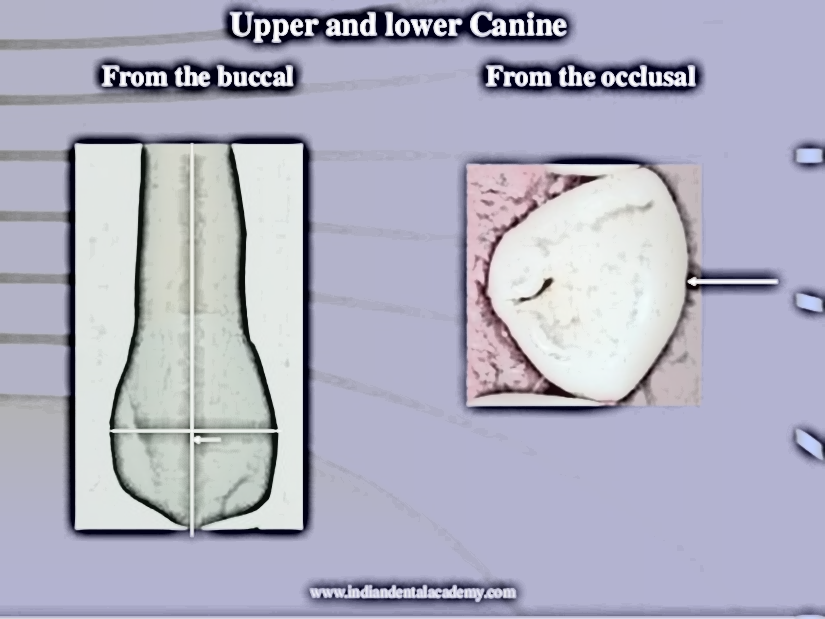 Upper and lower Canine
From the buccal
From the occlusal
www.indiandentalacademy.com